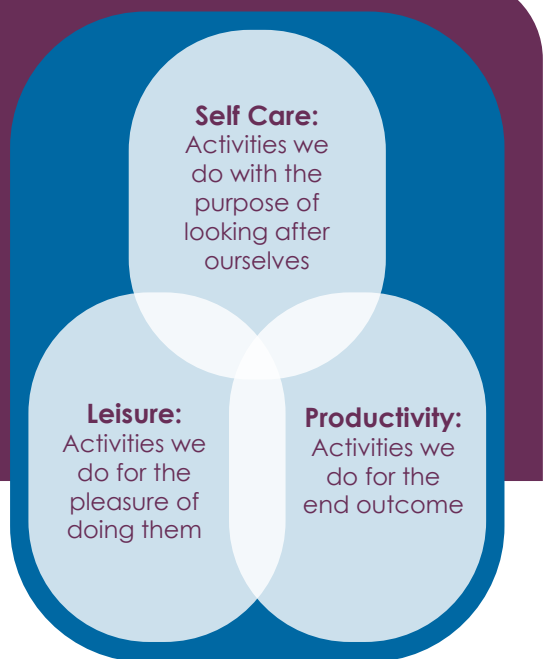 Self Care:
Activities we
do with the
purpose of
looking after
ourselves
Leisure:
Activities we
do for the
pleasure of
doing them
Productivity:
Activities we
do for the
end outcome